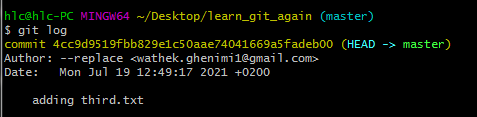 hlc@hlc-PC MINGW64 ~/Desktop/learn_git_again (master)
$ git log
commit 4cc9d9519fbb829e1c50aae74041669a5fadeb00 (HEAD -> master)
Author: --replace <wathek.ghenimi1@gmail.com>
Date:   Mon Jul 19 12:49:17 2021 +0200

    adding third.txt